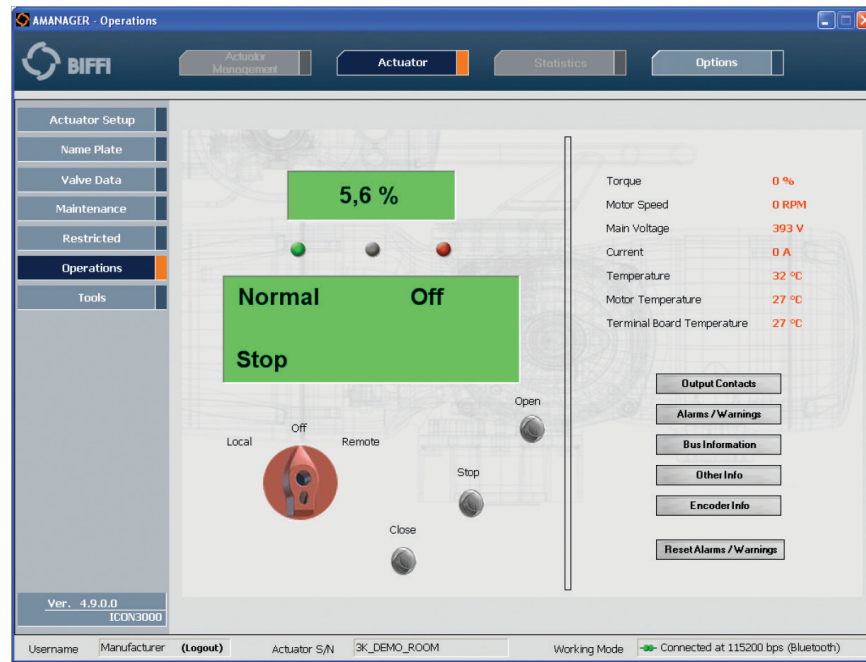 AMANAGER - Operations
BIFFI
Actuator
Management
Actuator
Statistics
Options
Actuator Setup
Name Plate
Valve Data
Maintenance
Restricted
Operations
Tools
5,6 %
Normal Off
Stop
Open
Off
Local Remote
Stop
Close
Torque 0 %
Motor Speed 0 RPM
Main Voltage 393 V
Current 0 A
Temperature 32 °C
Motor Temperature 27 °C
Terminal Board Temperature 27 °C
Output Contacts
Alarms / Warnings
Bus Information
Other Info
Encoder Info
Reset Alarms / Warnings
Ver. 4.9.0.0
ICON3000
Username Manufacturer (Logout) Actuator S/N 3K_DEMO_ROOM Working Mode Connected at 115200 bps (Bluetooth)